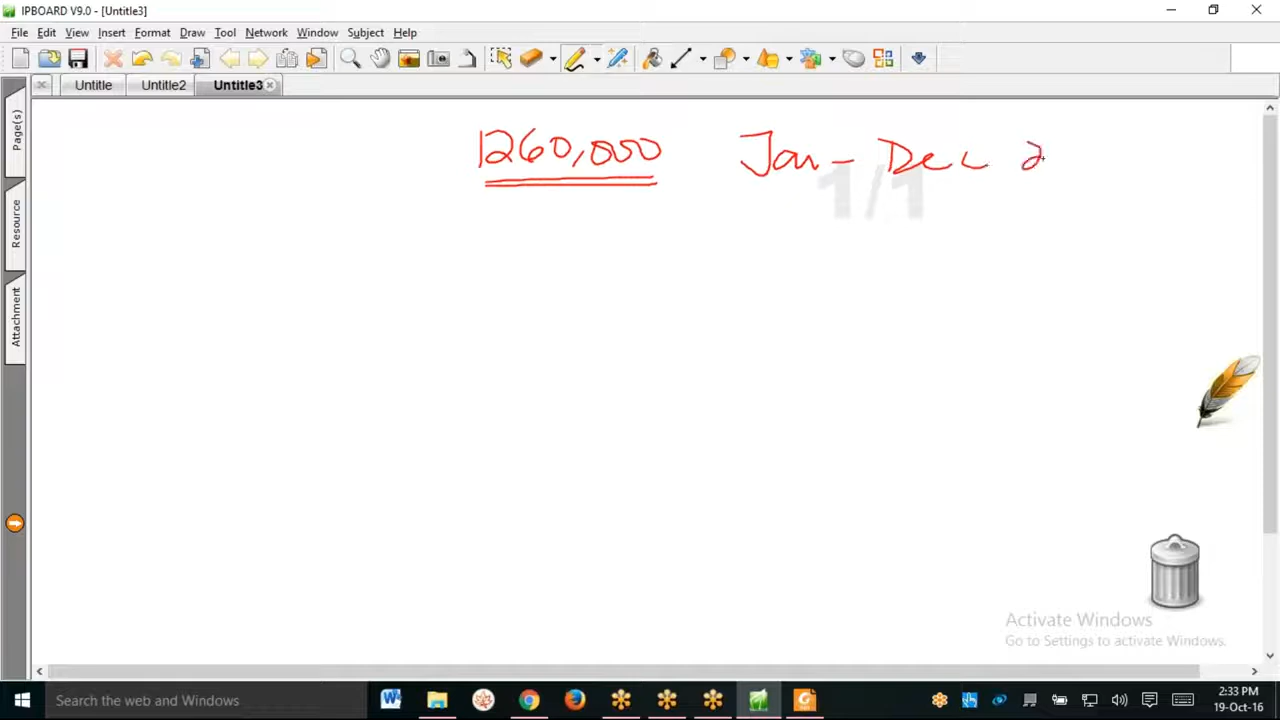 IPBOARD V9.0 - [Untitle3]
File Edit View Insert Format Draw Tool Network Window Subject Help
Untitle Untitle2 Untitle3
Page(s)
Resource
Attachment
1260,000 Jan - Dec 2
1/1
Activate Windows
Go to Settings to activate Windows.
Search the web and Windows
2:33 PM
19-Oct-16